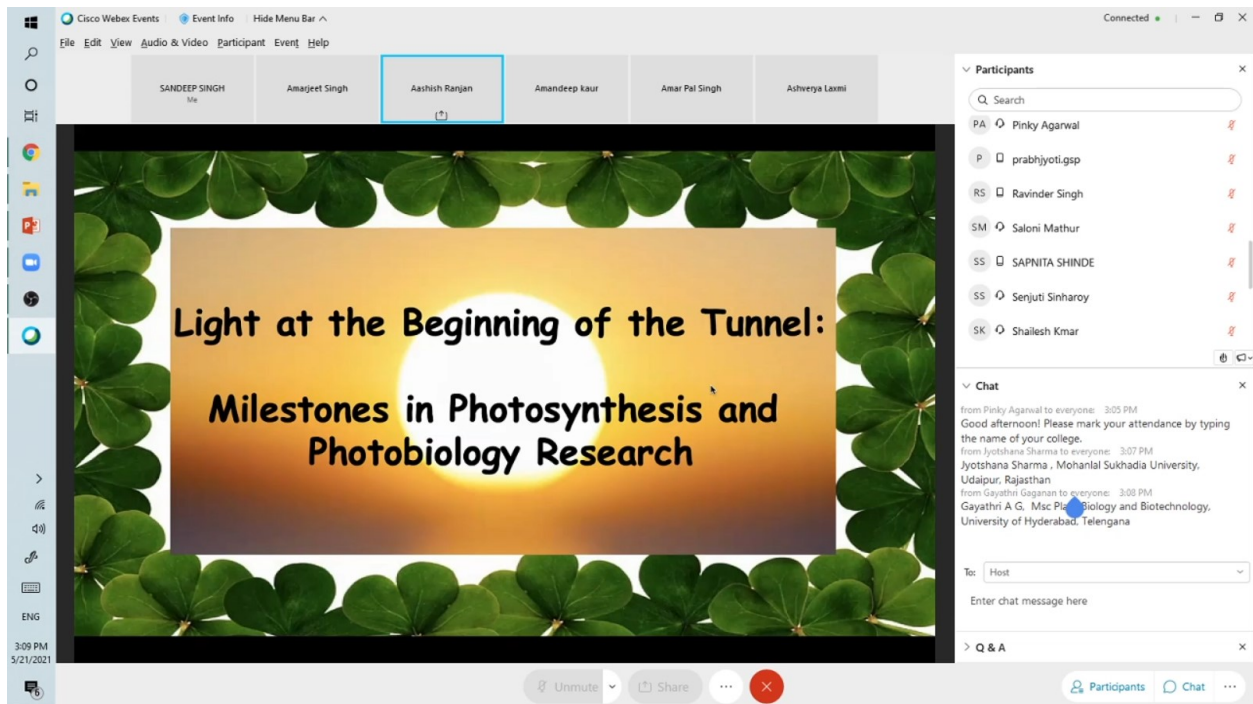 Cisco Webex Events
Event Info
Hide Menu Bar
Connected
File Edit View Audio & Video Participant Event Help
SANDEEP SINGH
Me
Amarjeet Singh
Aashish Ranjan
Amandeep kaur
Amar Pal Singh
Ashverya Laxmi
Light at the Beginning of the Tunnel:
Milestones in Photosynthesis and
Photobiology Research
Participants
Search
PA Pinky Agarwal
P prabhjyoti.gsp
RS Ravinder Singh
SM Saloni Mathur
SS SAPNITA SHINDE
SS Senjuti Sinharoy
SK Shailesh Kmar
Chat
from Pinky Agarwal to everyone: 3:05 PM
Good afternoon! Please mark your attendance by typing
the name of your college.
from Jyotshana Sharma to everyone: 3:07 PM
Jyotshana Sharma , Mohanlal Sukhadia University,
Udaipur, Rajasthan
from Gayathri Gaganan to everyone: 3:08 PM
Gayathri A G, Msc Biology and Biotechnology,
University of Hyderabad, Telengana
To: Host
Enter chat message here
Q & A
ENG
3:09 PM
5/21/2021
6
Unmute
Share
Participants
Chat